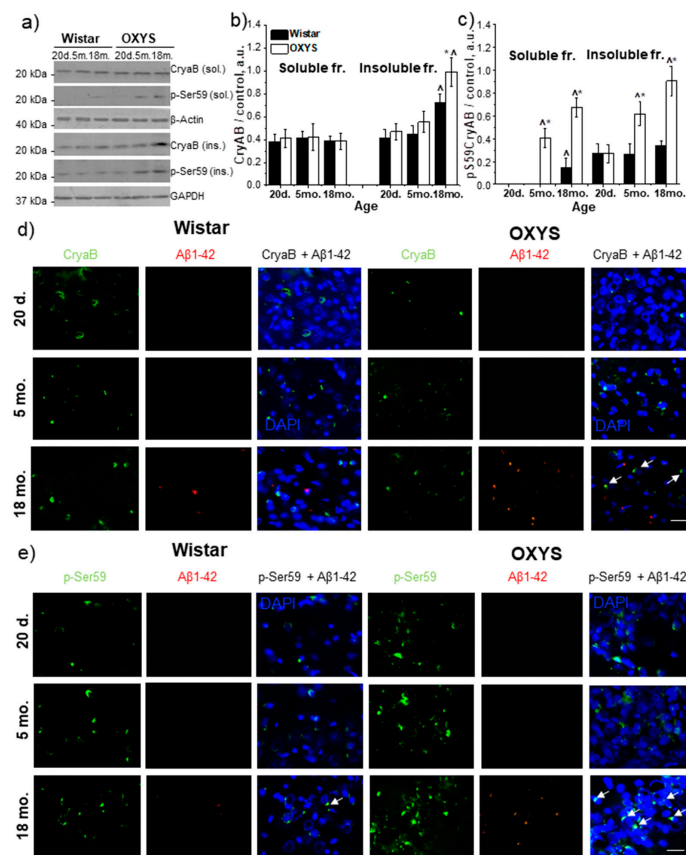 a)
Wistar OXYS
20d. 5m. 18m. 20d. 5m. 18m.
20 kDa CryaB (sol.)
20 kDa p-Ser59 (sol.)
40 kDa β-Actin
20 kDa CryaB (ins.)
20 kDa p-Ser59 (ins.)
37 kDa GAPDH
b)
Wistar
OXYS
CryAB / control, a.u.
1.2
1.0
0.8
0.6
0.4
0.2
0
Soluble fr. Insoluble fr.
^
* ^
20d. 5mo. 18mo. 20d. 5mo. 18mo.
Age
c)
pS59CryAB / control, a.u.
1.4
1.2
1.0
0.8
0.6
0.4
0.2
0.0
Soluble fr. Insoluble fr.
^* ^ ^* ^* ^*
20d. 5mo. 18mo. 20d. 5mo. 18mo.
Age
d)
Wistar OXYS
CryaB Aβ1-42 CryaB + Aβ1-42 CryaB Aβ1-42 CryaB + Aβ1-42
20 d.
5 mo.
DAPI DAPI
18 mo.
e)
Wistar OXYS
p-Ser59 Aβ1-42 p-Ser59 + Aβ1-42 p-Ser59 Aβ1-42 p-Ser59 + Aβ1-42
20 d.
DAPI DAPI
5 mo.
18 mo.